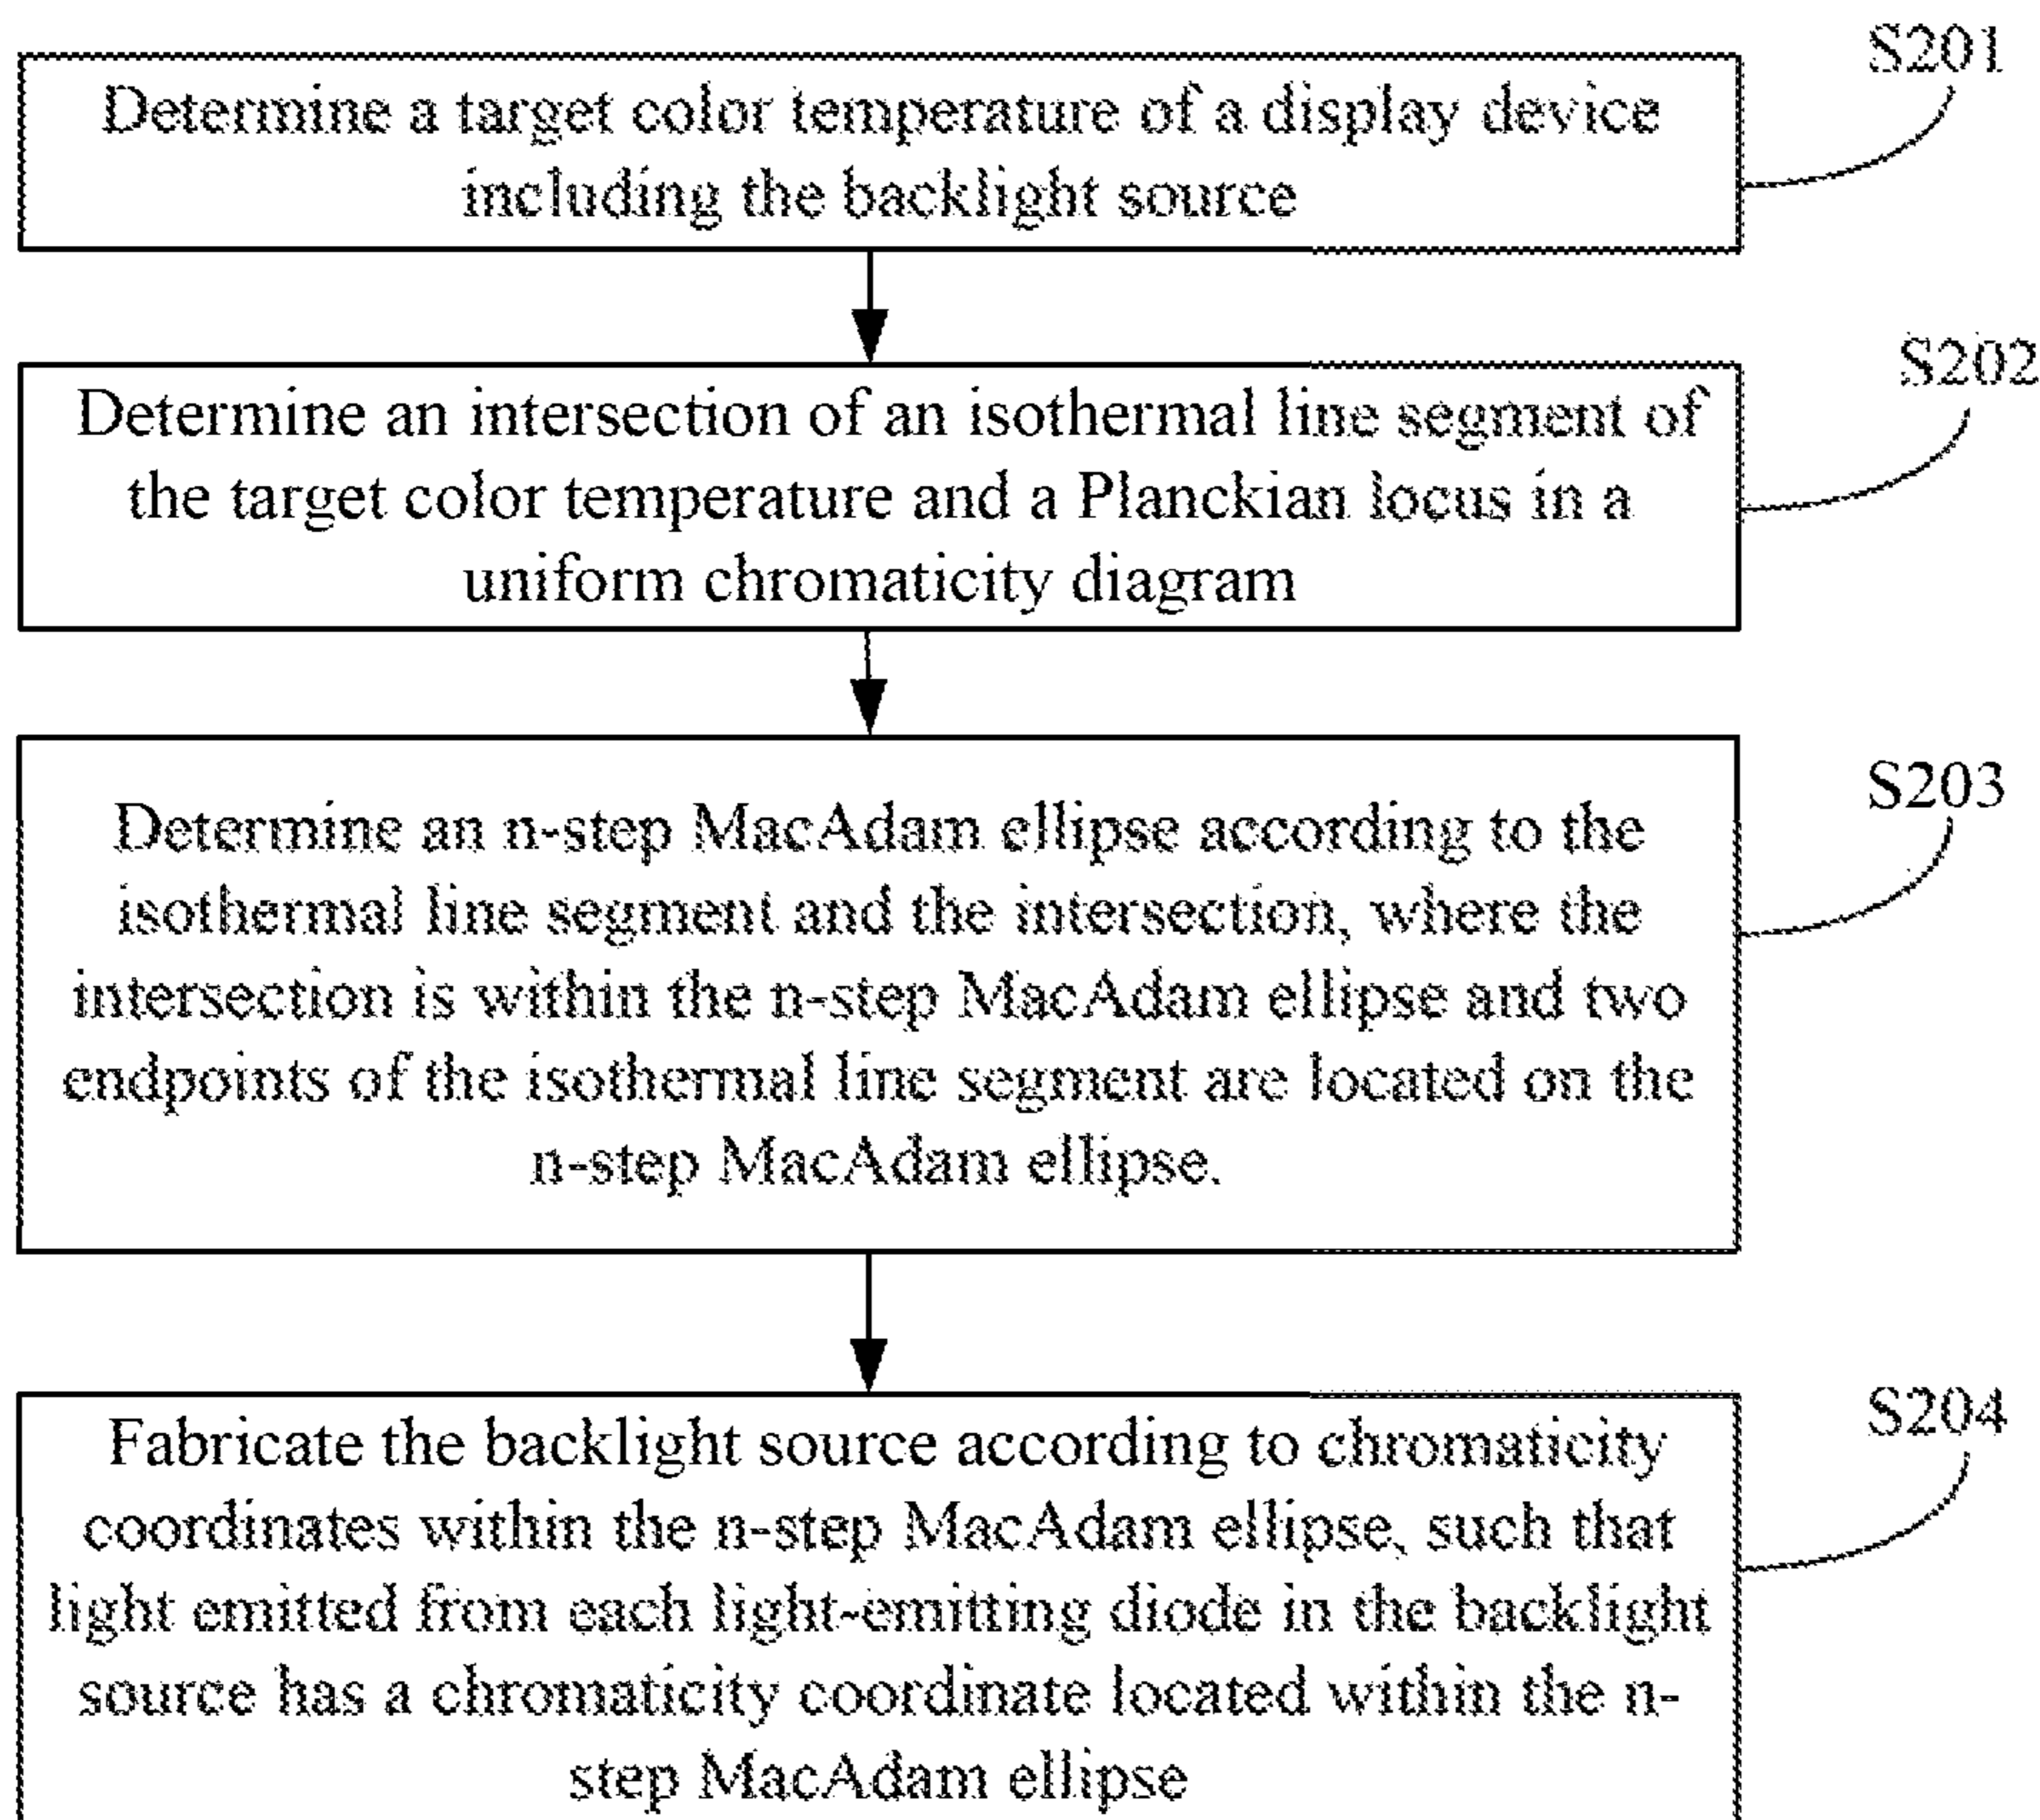 S201
Determine a target color temperature of a display device
including the backlight source
S202
Determine an intersection of an isothermal line segment of
the target color temperature and a Planckian locus in a
uniform chromaticity diagram
S203
Determine an n-step MacAdam ellipse according to the
isothermal line segment and the intersection, where the
intersection is within the n-step MacAdam ellipse and two
endpoints of the isothermal line segment are located on the
n-step MacAdam ellipse.
S204
Fabricate the backlight source according to chromaticity
coordinates within the n-step MacAdam ellipse, such that
light emitted from each light-emitting diode in the backlight
source has a chromaticity coordinate located within the n-
step MacAdam ellipse